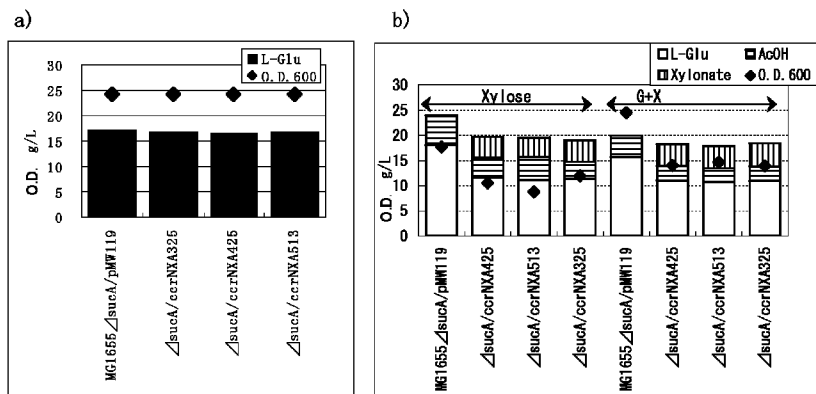 a)
L-Glu
O.D.600
30
25
20
15
10
5
0
O.D. g/L
MG1655⊿sucA/pMW119
⊿sucA/ccrNXA325
⊿sucA/ccrNXA425
⊿sucA/ccrNXA513
b)
L-Glu AcOH
Xylonate O.D.600
Xylose G+X
30
25
20
15
10
5
0
O.D. g/L
MG1655⊿sucA/pMW119
⊿sucA/ccrNXA425
⊿sucA/ccrNXA513
⊿sucA/ccrNXA325
MG1655⊿sucA/pMW119
⊿sucA/ccrNXA425
⊿sucA/ccrNXA513
⊿sucA/ccrNXA325